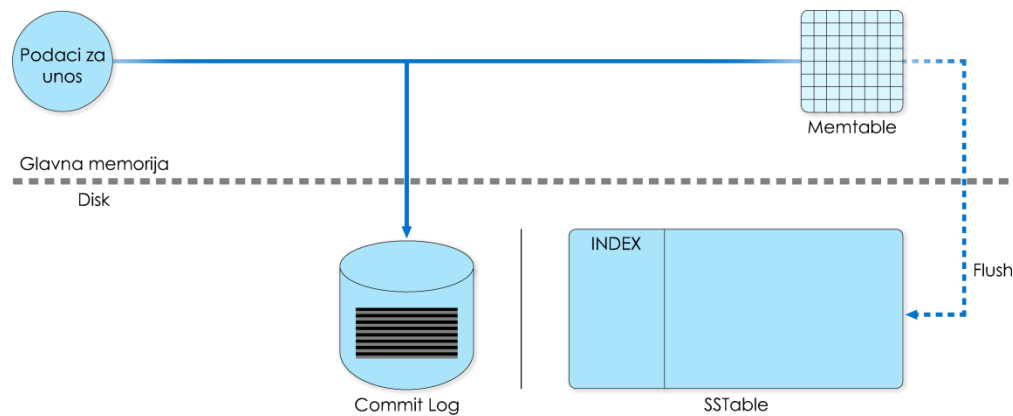 Podaci za
unos
Memtable
Glavna memorija
Disk
INDEX
Flush
Commit Log
SSTable